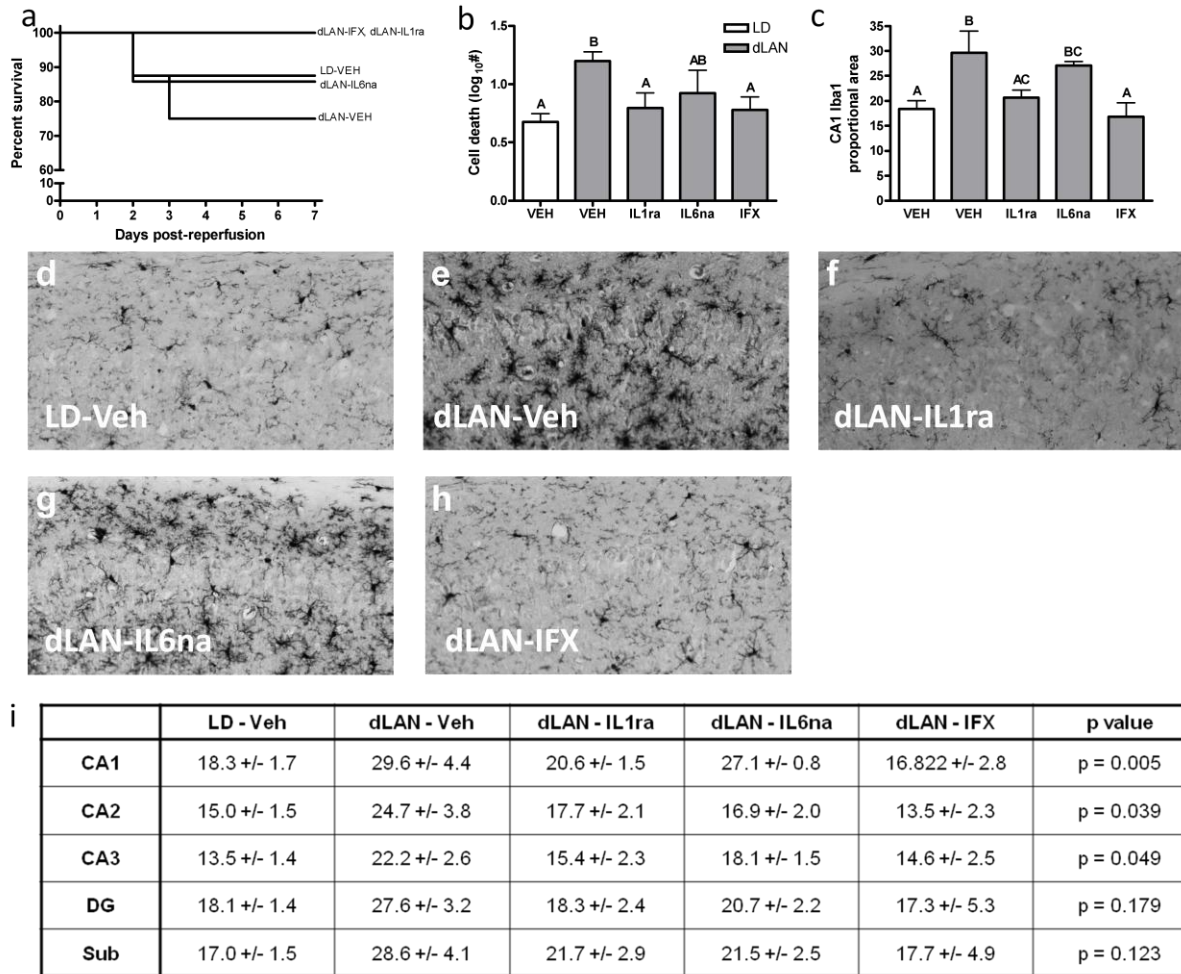 a
Percent survival
100
90
80
70
60
10
0
0 1 2 3 4 5 6 7
Days post-reperfusion
dLAN-IFX, dLAN-IL1ra
LD-VEH
dLAN-IL6na
dLAN-VEH
b
Cell death (log10#)
1.5
1.0
0.5
0.0
A B A AB A
VEH VEH IL1ra IL6na IFX
LD
dLAN
c
CA1 Iba1
proportional area
35
30
25
20
15
10
5
0
A B AC BC A
VEH VEH IL1ra IL6na IFX
d
LD-Veh
e
dLAN-Veh
f
dLAN-IL1ra
g
dLAN-IL6na
h
dLAN-IFX
i
LD - Veh dLAN - Veh dLAN - IL1ra dLAN - IL6na dLAN - IFX p value
CA1 18.3 +/- 1.7 29.6 +/- 4.4 20.6 +/- 1.5 27.1 +/- 0.8 16.822 +/- 2.8 p = 0.005
CA2 15.0 +/- 1.5 24.7 +/- 3.8 17.7 +/- 2.1 16.9 +/- 2.0 13.5 +/- 2.3 p = 0.039
CA3 13.5 +/- 1.4 22.2 +/- 2.6 15.4 +/- 2.3 18.1 +/- 1.5 14.6 +/- 2.5 p = 0.049
DG 18.1 +/- 1.4 27.6 +/- 3.2 18.3 +/- 2.4 20.7 +/- 2.2 17.3 +/- 5.3 p = 0.179
Sub 17.0 +/- 1.5 28.6 +/- 4.1 21.7 +/- 2.9 21.5 +/- 2.5 17.7 +/- 4.9 p = 0.123